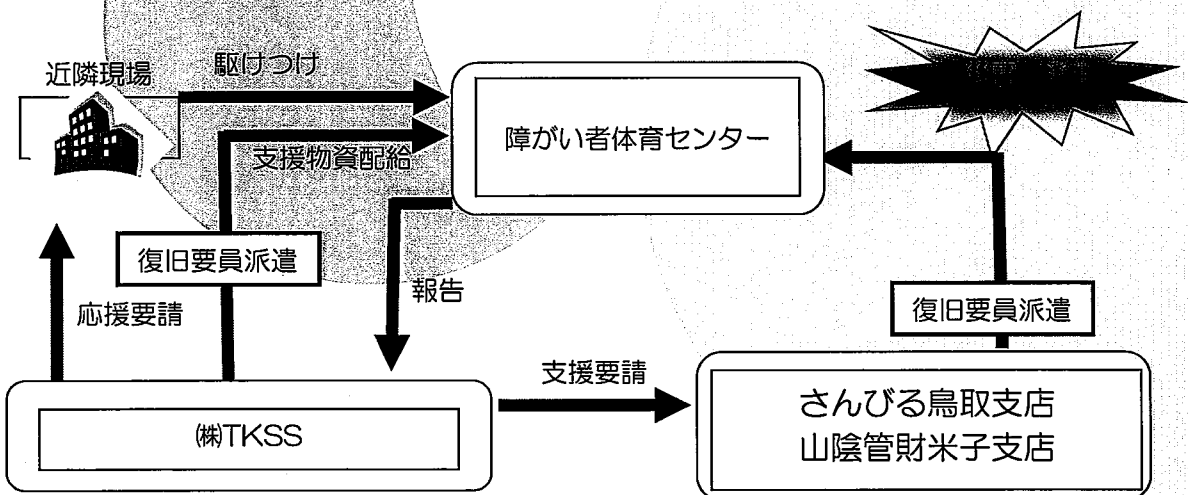 近隣現場
駆けつけ
障がい者体育センター
支援物資配給
復旧要員派遣
応援要請
報告
復旧要員派遣
支援要請
㈱TKSS
さんびる鳥取支店
山陰管財米子支店